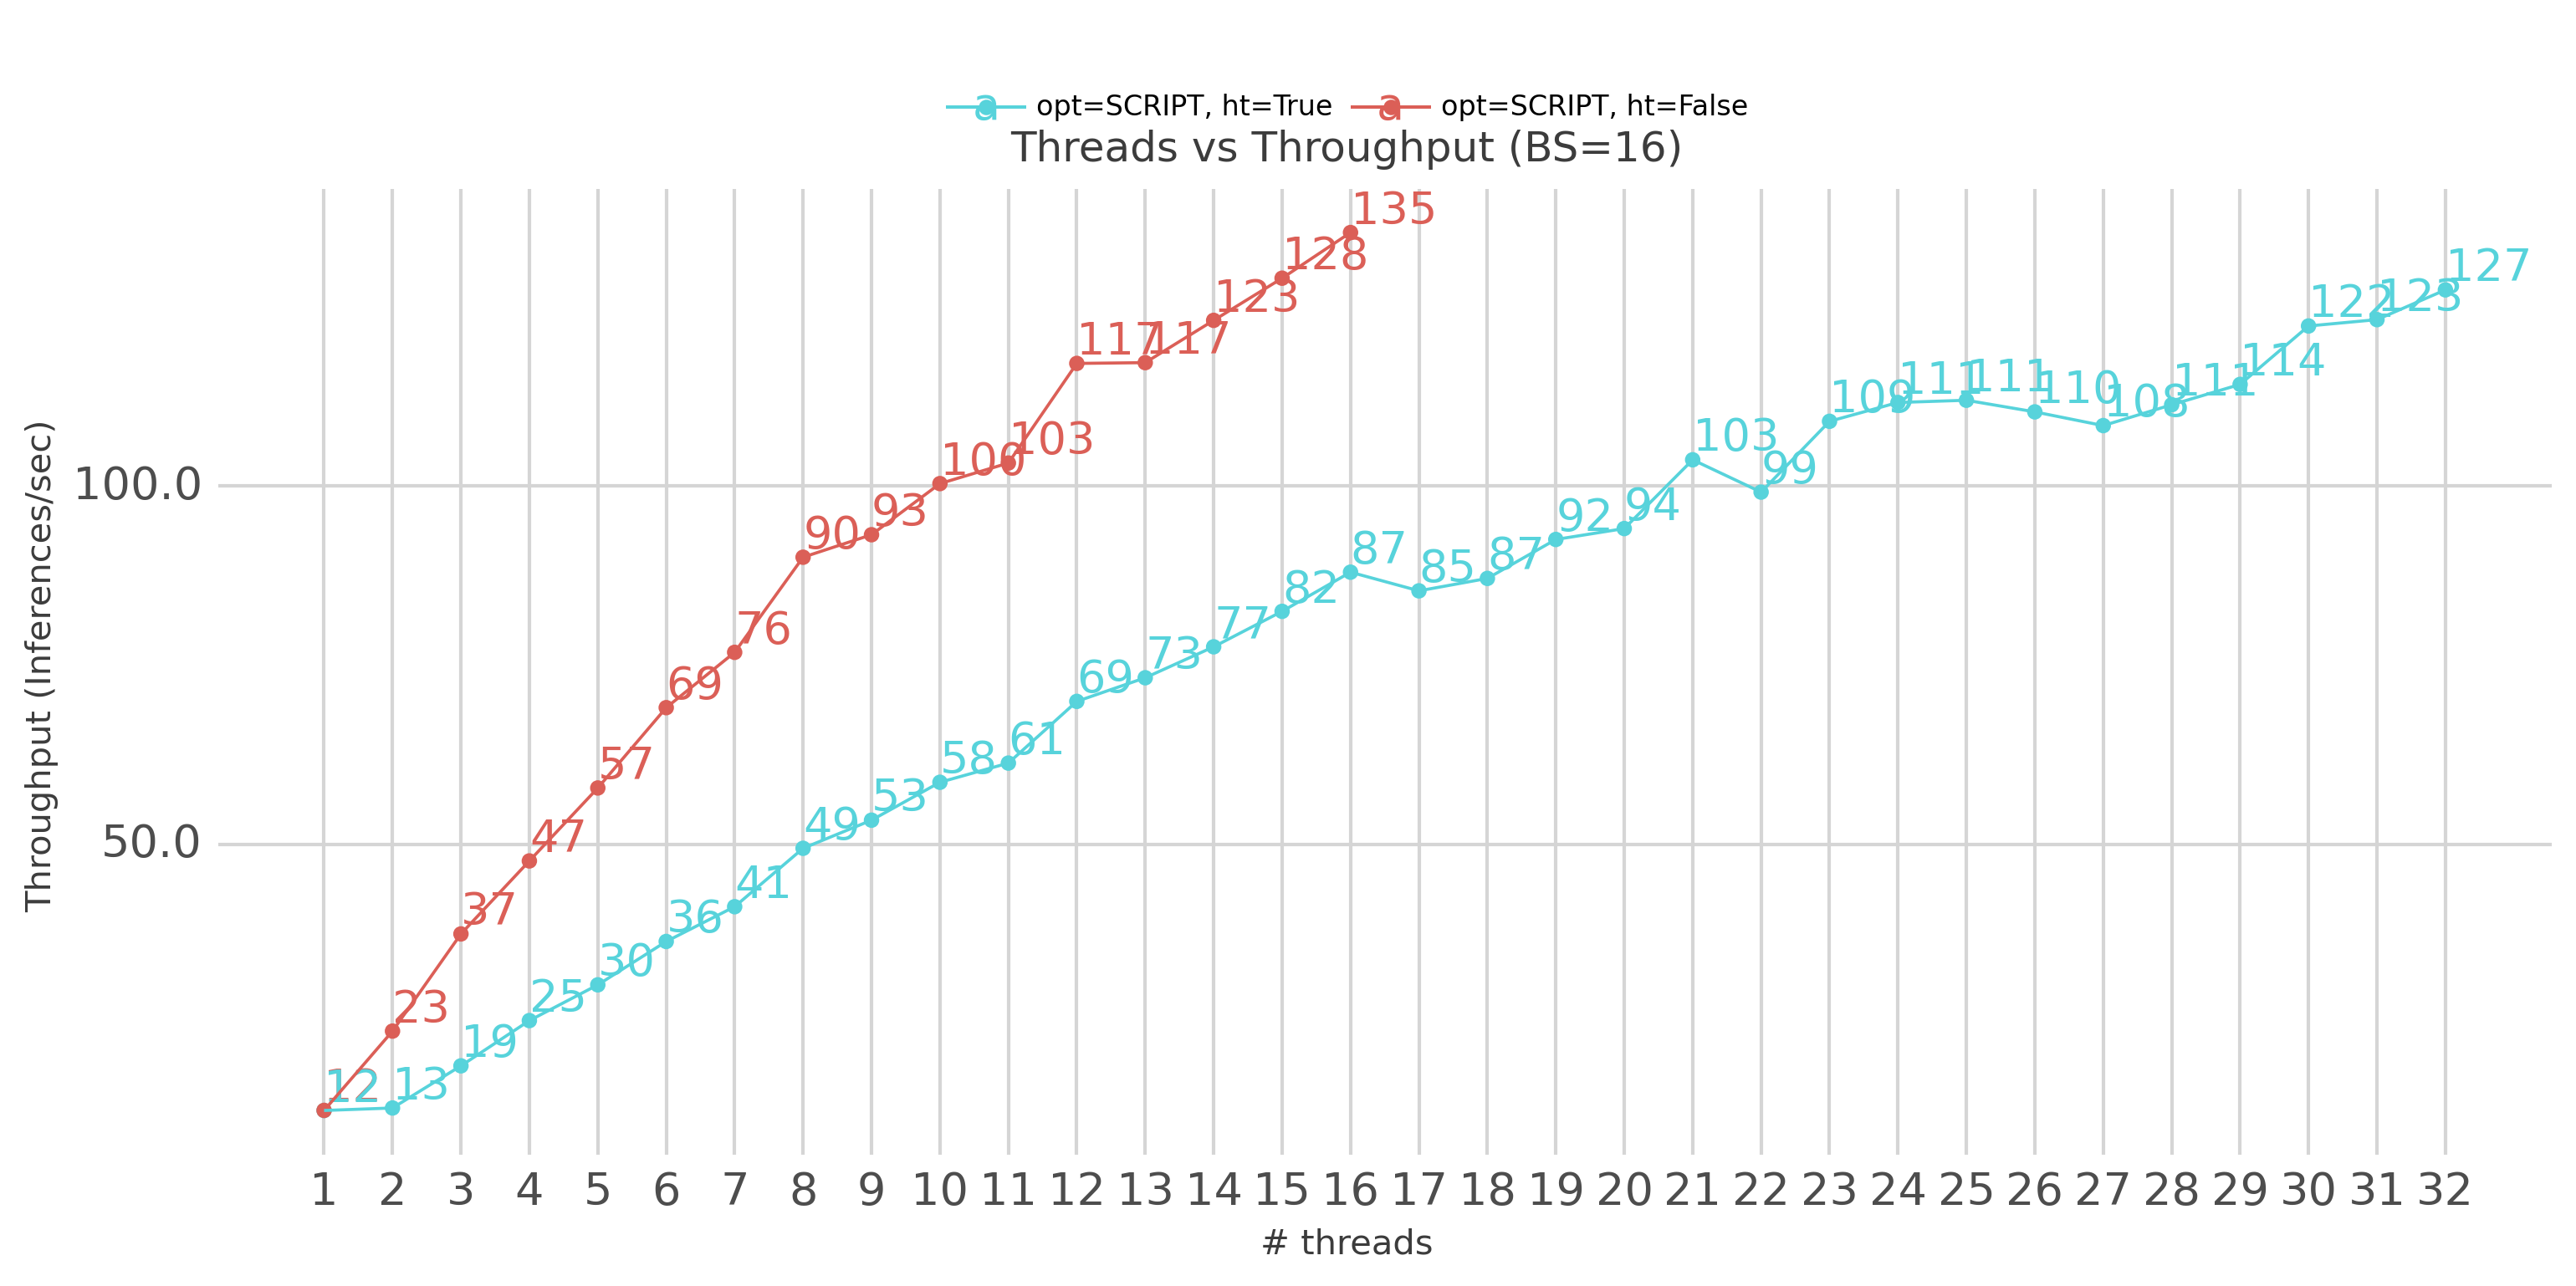 a opt=SCRIPT, ht=True a opt=SCRIPT, ht=False
Threads vs Throughput (BS=16)
Throughput (Inferences/sec)
100.0
50.0
12 23 37 47 57 69 76 90 93 100 103 117 117 123 128 135
12 13 19 25 30 36 41 49 53 58 61 69 73 77 82 87 85 87 92 94 103 99 109 111 111 110 108 111 114 122 123 127
1 2 3 4 5 6 7 8 9 10 11 12 13 14 15 16 17 18 19 20 21 22 23 24 25 26 27 28 29 30 31 32
# threads